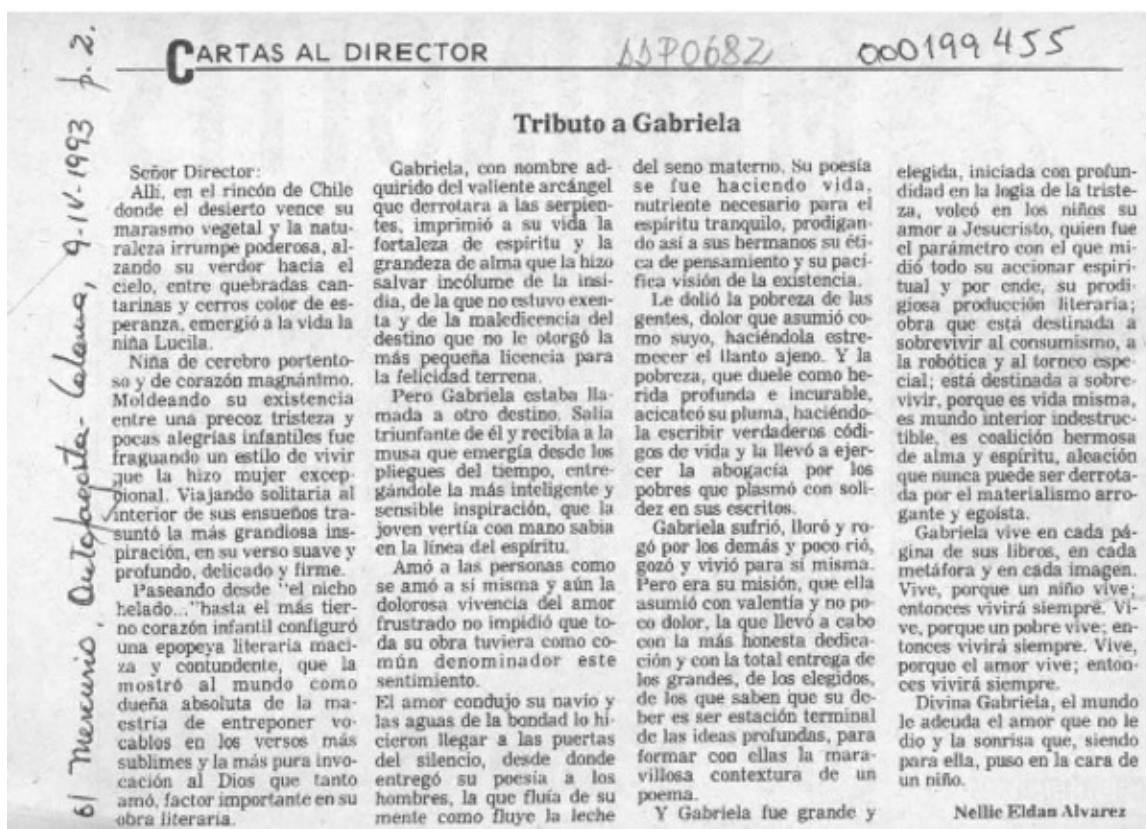 CARTAS AL DIRECTOR
SSP0682
000199455
Tributo a Gabriela
Señor Director:
Allí, en el rincón de Chile
donde el desierto vence su
marasmo vegetal y la natu-
raleza irrumpe poderosa, al-
zando su verdor hacia el
cielo, entre quebradas can-
tarinas y cerros color de es-
peranza, emergió a la vida la
niña Lucila.
Niña de cerebro portento-
so y de corazón magnánimo.
Moldeando su existencia
entre una precoz tristeza y
pocas alegrías infantiles fue
fraguando un estilo de vivir
que la hizo mujer excep-
cional. Viajando solitaria al
interior de sus ensueños tra-
suntó la más grandiosa ins-
piración, en su verso suave y
profundo, delicado y firme.
Paseando desde "el nicho
helado..."hasta el más tier-
no corazón infantil configuró
una epopeya literaria maci-
za y contundente, que la
mostró al mundo como
dueña absoluta de la ma-
estría de entreponer vo-
cablos en los versos más
sublimes y la más pura invo-
cación al Dios que tanto
amó, factor importante en su
obra literaria.
Gabriela, con nombre ad-
quirido del valiente arcángel
que derrotara a las serpien-
tes, imprimió a su vida la
fortaleza de espíritu y la
grandeza de alma que la hizo
salvar incólume de la insi-
dia, de la que no estuvo exen-
ta y de la maledicencia del
destino que no le otorgó la
más pequeña licencia para
la felicidad terrena.
Pero Gabriela estaba lla-
mada a otro destino. Salía
triunfante de él y recibía a la
musa que emergía desde los
pliegues del tiempo, entre-
gándole la más inteligente y
sensible inspiración, que la
joven vertía con mano sabia
en la línea del espíritu.
Amó a las personas como
se amó a sí misma y aún la
dolorosa vivencia del amor
frustrado no impidió que to-
da su obra tuviera como co-
mún denominador este
sentimiento.
El amor condujo su navío y
las aguas de la bondad lo hi-
cieron llegar a las puertas
del silencio, desde donde
entregó su poesía a los
hombres, la que fluía de su
mente como fluye la leche
del seno materno. Su poesía
se fue haciendo vida,
nutriente necesario para el
espíritu tranquilo, prodigan-
do así a sus hermanos su éti-
ca de pensamiento y su pací-
fica visión de la existencia.
Le dolió la pobreza de las
gentes, dolor que asumió co-
mo suyo, haciéndola estre-
mecer el llanto ajeno. Y la
pobreza, que duele como he-
rida profunda e incurable,
acicateó su pluma, haciéndo-
la escribir verdaderos códi-
gos de vida y la llevó a ejer-
cer la abogacía por los
pobres que plasmó con soli-
dez en sus escritos.
Gabriela sufrió, lloró y ro-
gó por los demás y poco rió,
gozó y vivió para sí misma.
Pero era su misión, que ella
asumió con valentía y no po-
co dolor, la que llevó a cabo
con la más honesta dedica-
ción y con la total entrega de
los grandes, de los elegidos,
de los que saben que su de-
ber es ser estación terminal
de las ideas profundas, para
formar con ellas la mara-
villosa contextura de un
poema.
Y Gabriela fue grande y
elegida, iniciada con profun-
didad en la logia de la triste-
za, volcó en los niños su
amor a Jesucristo, quien fue
el parámetro con el que mi-
dió todo su accionar espiri-
tual y por ende, su prodi-
giosa producción literaria;
obra que está destinada a
sobrevivir al consumismo, a
la robótica y al torneo espe-
cial; está destinada a sobre-
vivir, porque es vida misma,
es mundo interior indestruc-
tible, es coalición hermosa
de alma y espíritu, aleación
que nunca puede ser derrota-
da por el materialismo arro-
gante y egoísta.
Gabriela vive en cada pá-
gina de sus libros, en cada
metáfora y en cada imagen.
Vive, porque un niño vive;
entonces vivirá siempre. Vi-
ve, porque un pobre vive; en-
tonces vivirá siempre. Vive,
porque el amor vive; enton-
ces vivirá siempre.
Divina Gabriela, el mundo
le adeuda el amor que no le
dio y la sonrisa que, siendo
para ella, puso en la cara de
un niño.
Nellie Eldan Alvarez
El Mercurio, Antofagasta-Calama, 9-IV-1993 p.2.